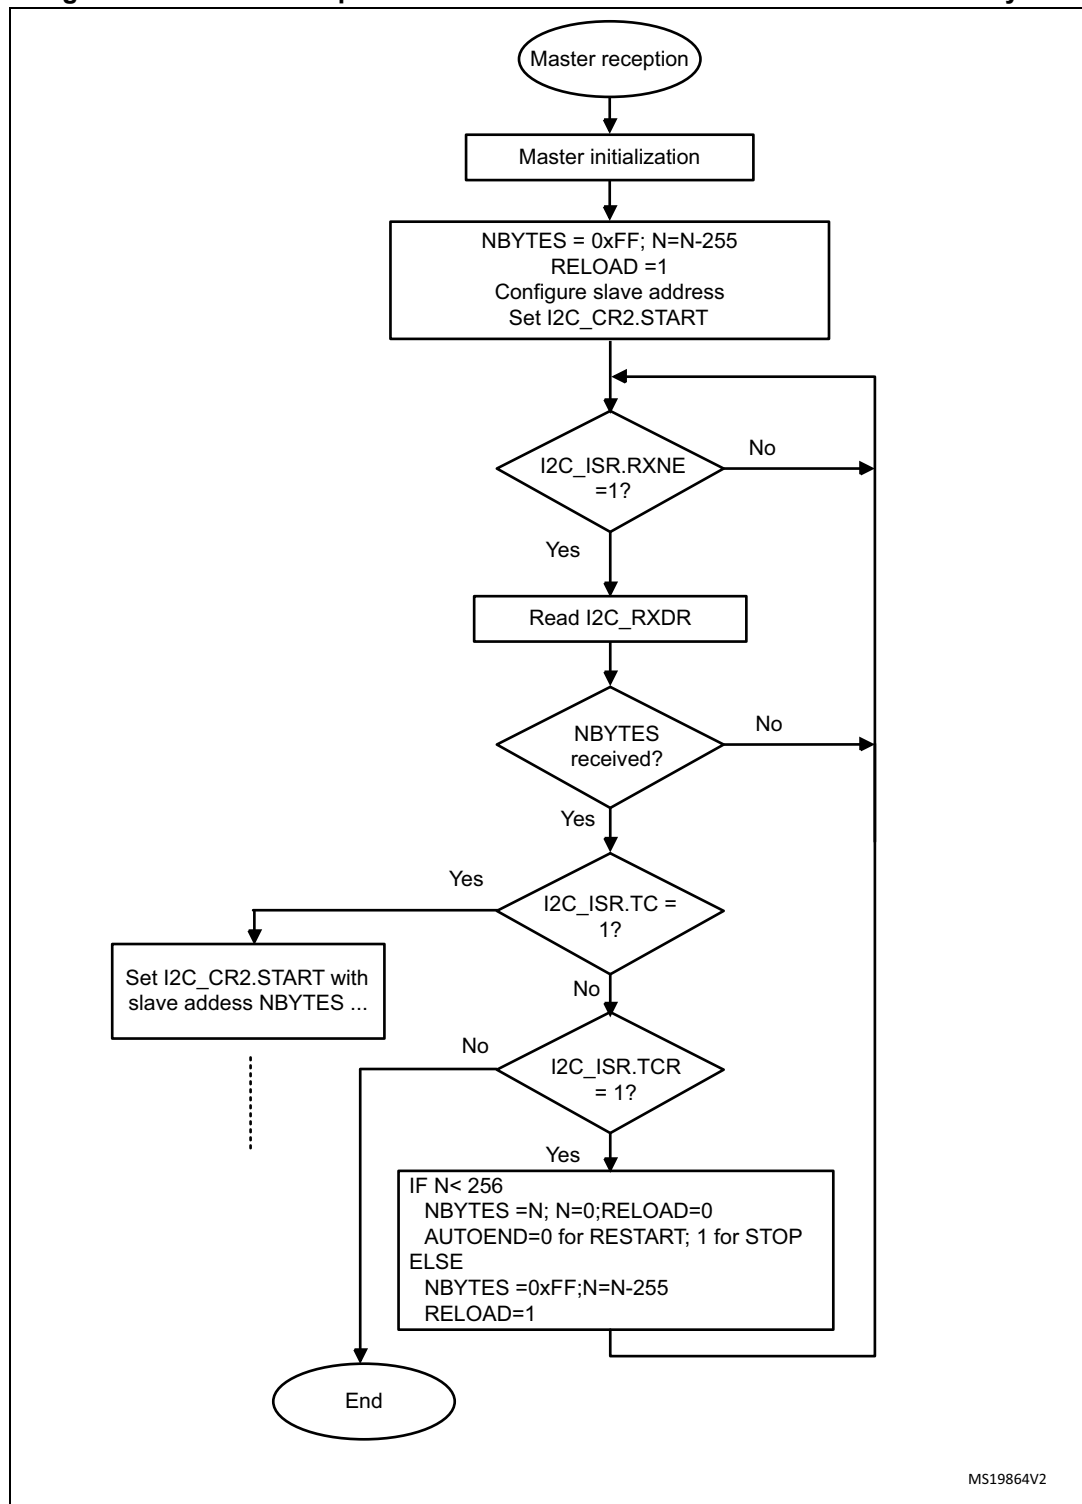 Master reception
Master initialization
NBYTES = 0xFF; N=N-255
RELOAD =1
Configure slave address
Set I2C_CR2.START
I2C_ISR.RXNE
=1?
No
Yes
Read I2C_RXDR
NBYTES
received?
No
Yes
I2C_ISR.TC =
1?
Yes
Set I2C_CR2.START with
slave addess NBYTES ...
No
I2C_ISR.TCR
= 1?
No
Yes
IF N< 256
NBYTES =N; N=0;RELOAD=0
AUTOEND=0 for RESTART; 1 for STOP
ELSE
NBYTES =0xFF;N=N-255
RELOAD=1
End
MS19864V2